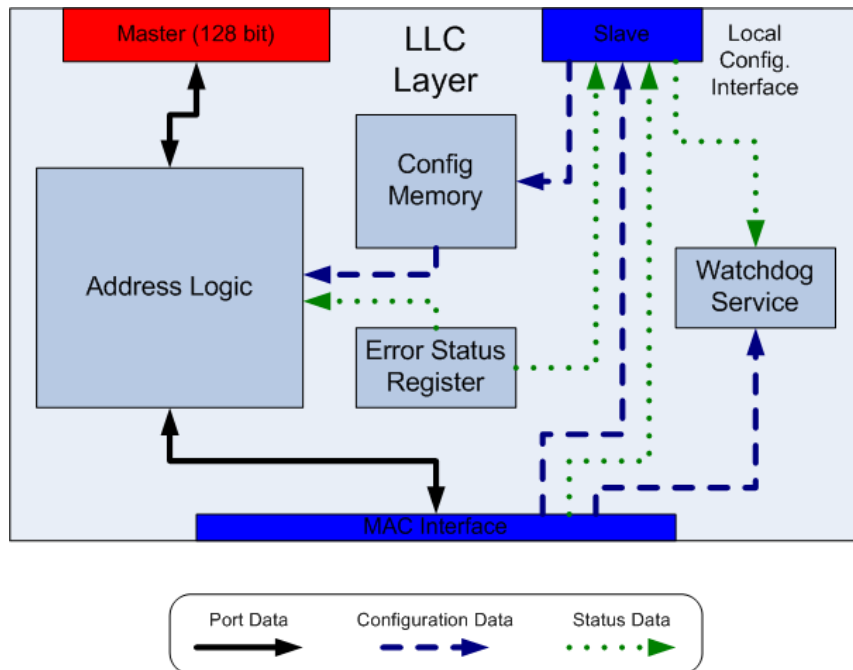 Master (128 bit)
LLC
Layer
Slave
Local
Config.
Interface
Config
Memory
Address Logic
Watchdog
Service
Error Status
Register
MAC Interface
Port Data
Configuration Data
Status Data